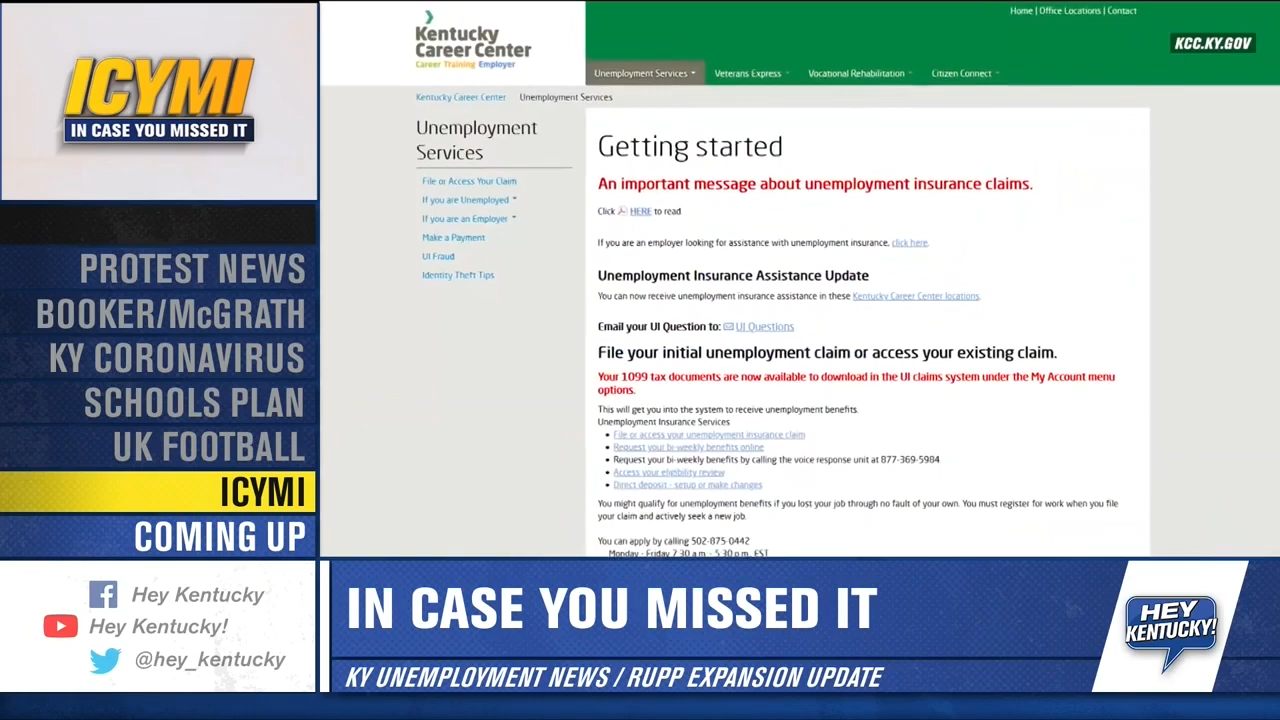 ICYMI
IN CASE YOU MISSED IT
PROTEST NEWS
BOOKER/McGRATH
KY CORONAVIRUS
SCHOOLS PLAN
UK FOOTBALL
ICYMI
COMING UP
Hey Kentucky
Hey Kentucky!
@hey_kentucky
Kentucky
Career Center
Career Training Employer
Home | Office Locations | Contact
KCC.KY.GOV
Unemployment Services
Veterans Express
Vocational Rehabilitation
Citizen Connect
Kentucky Career Center
Unemployment Services
Unemployment
Services
File or Access Your Claim
If you are Unemployed
If you are an Employer
Make a Payment
UI Fraud
Identity Theft Tips
Getting started
An important message about unemployment insurance claims.
Click HERE to read
If you are an employer looking for assistance with unemployment insurance, click here.
Unemployment Insurance Assistance Update
You can now receive unemployment insurance assistance in these Kentucky Career Center locations.
Email your UI Question to: UI Questions
File your initial unemployment claim or access your existing claim.
Your 1099 tax documents are now available to download in the UI claims system under the My Account menu
options.
This will get you into the system to receive unemployment benefits.
Unemployment Insurance Services
• File or access your unemployment insurance claim
• Request your bi-weekly benefits online
• Request your bi-weekly benefits by calling the voice response unit at 877-369-5984
• Access your eligibility review
• Direct deposit - setup or make changes
You might qualify for unemployment benefits if you lost your job through no fault of your own. You must register for work when you file
your claim and actively seek a new job.
You can apply by calling 502-875-0442
Monday - Friday 7:30 a.m. - 5:30 p.m., EST
IN CASE YOU MISSED IT
KY UNEMPLOYMENT NEWS / RUPP EXPANSION UPDATE
HEY
KENTUCKY!